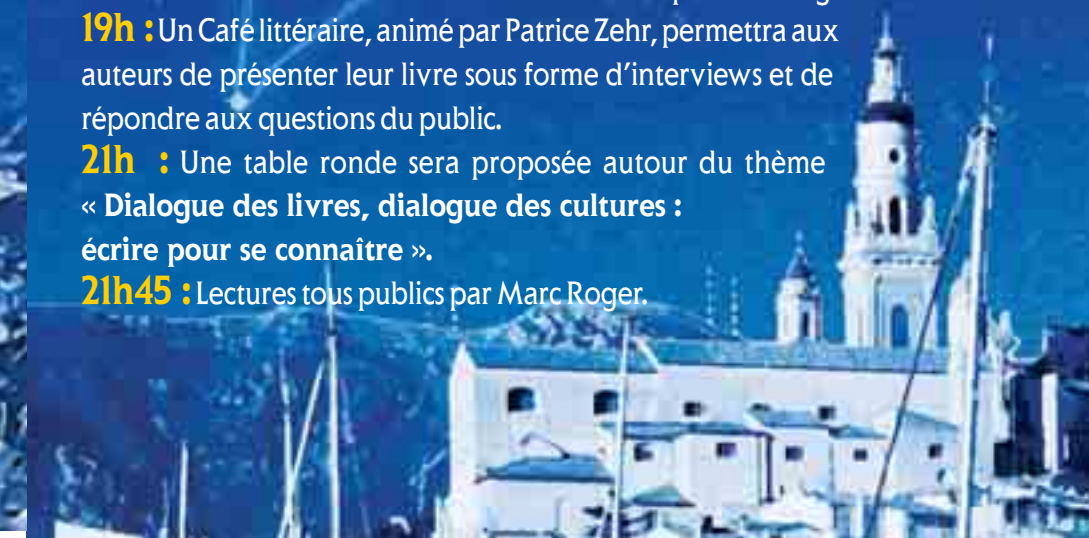 19h : Un Café littéraire, animé par Patrice Zehr, permettra aux
auteurs de présenter leur livre sous forme d’interviews et de
répondre aux questions du public.
21h : Une table ronde sera proposée autour du thème
« Dialogue des livres, dialogue des cultures :
écrire pour se connaître ».
21h45 : Lectures tous publics par Marc Roger.